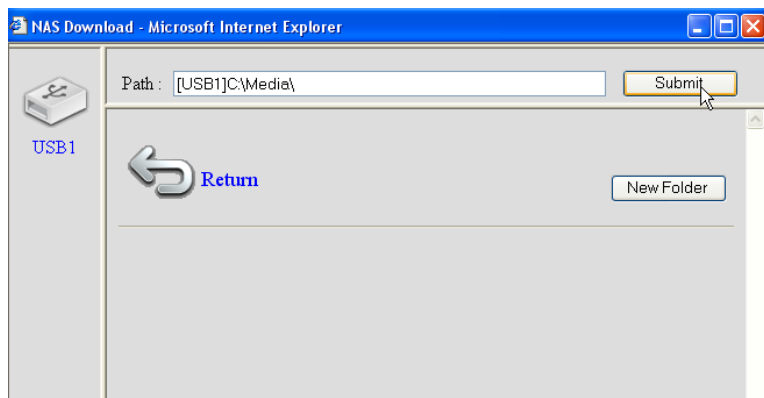 NAS Download - Microsoft Internet Explorer
Path : [USB1]C:\Media\ Submit
USB1
Return
New Folder